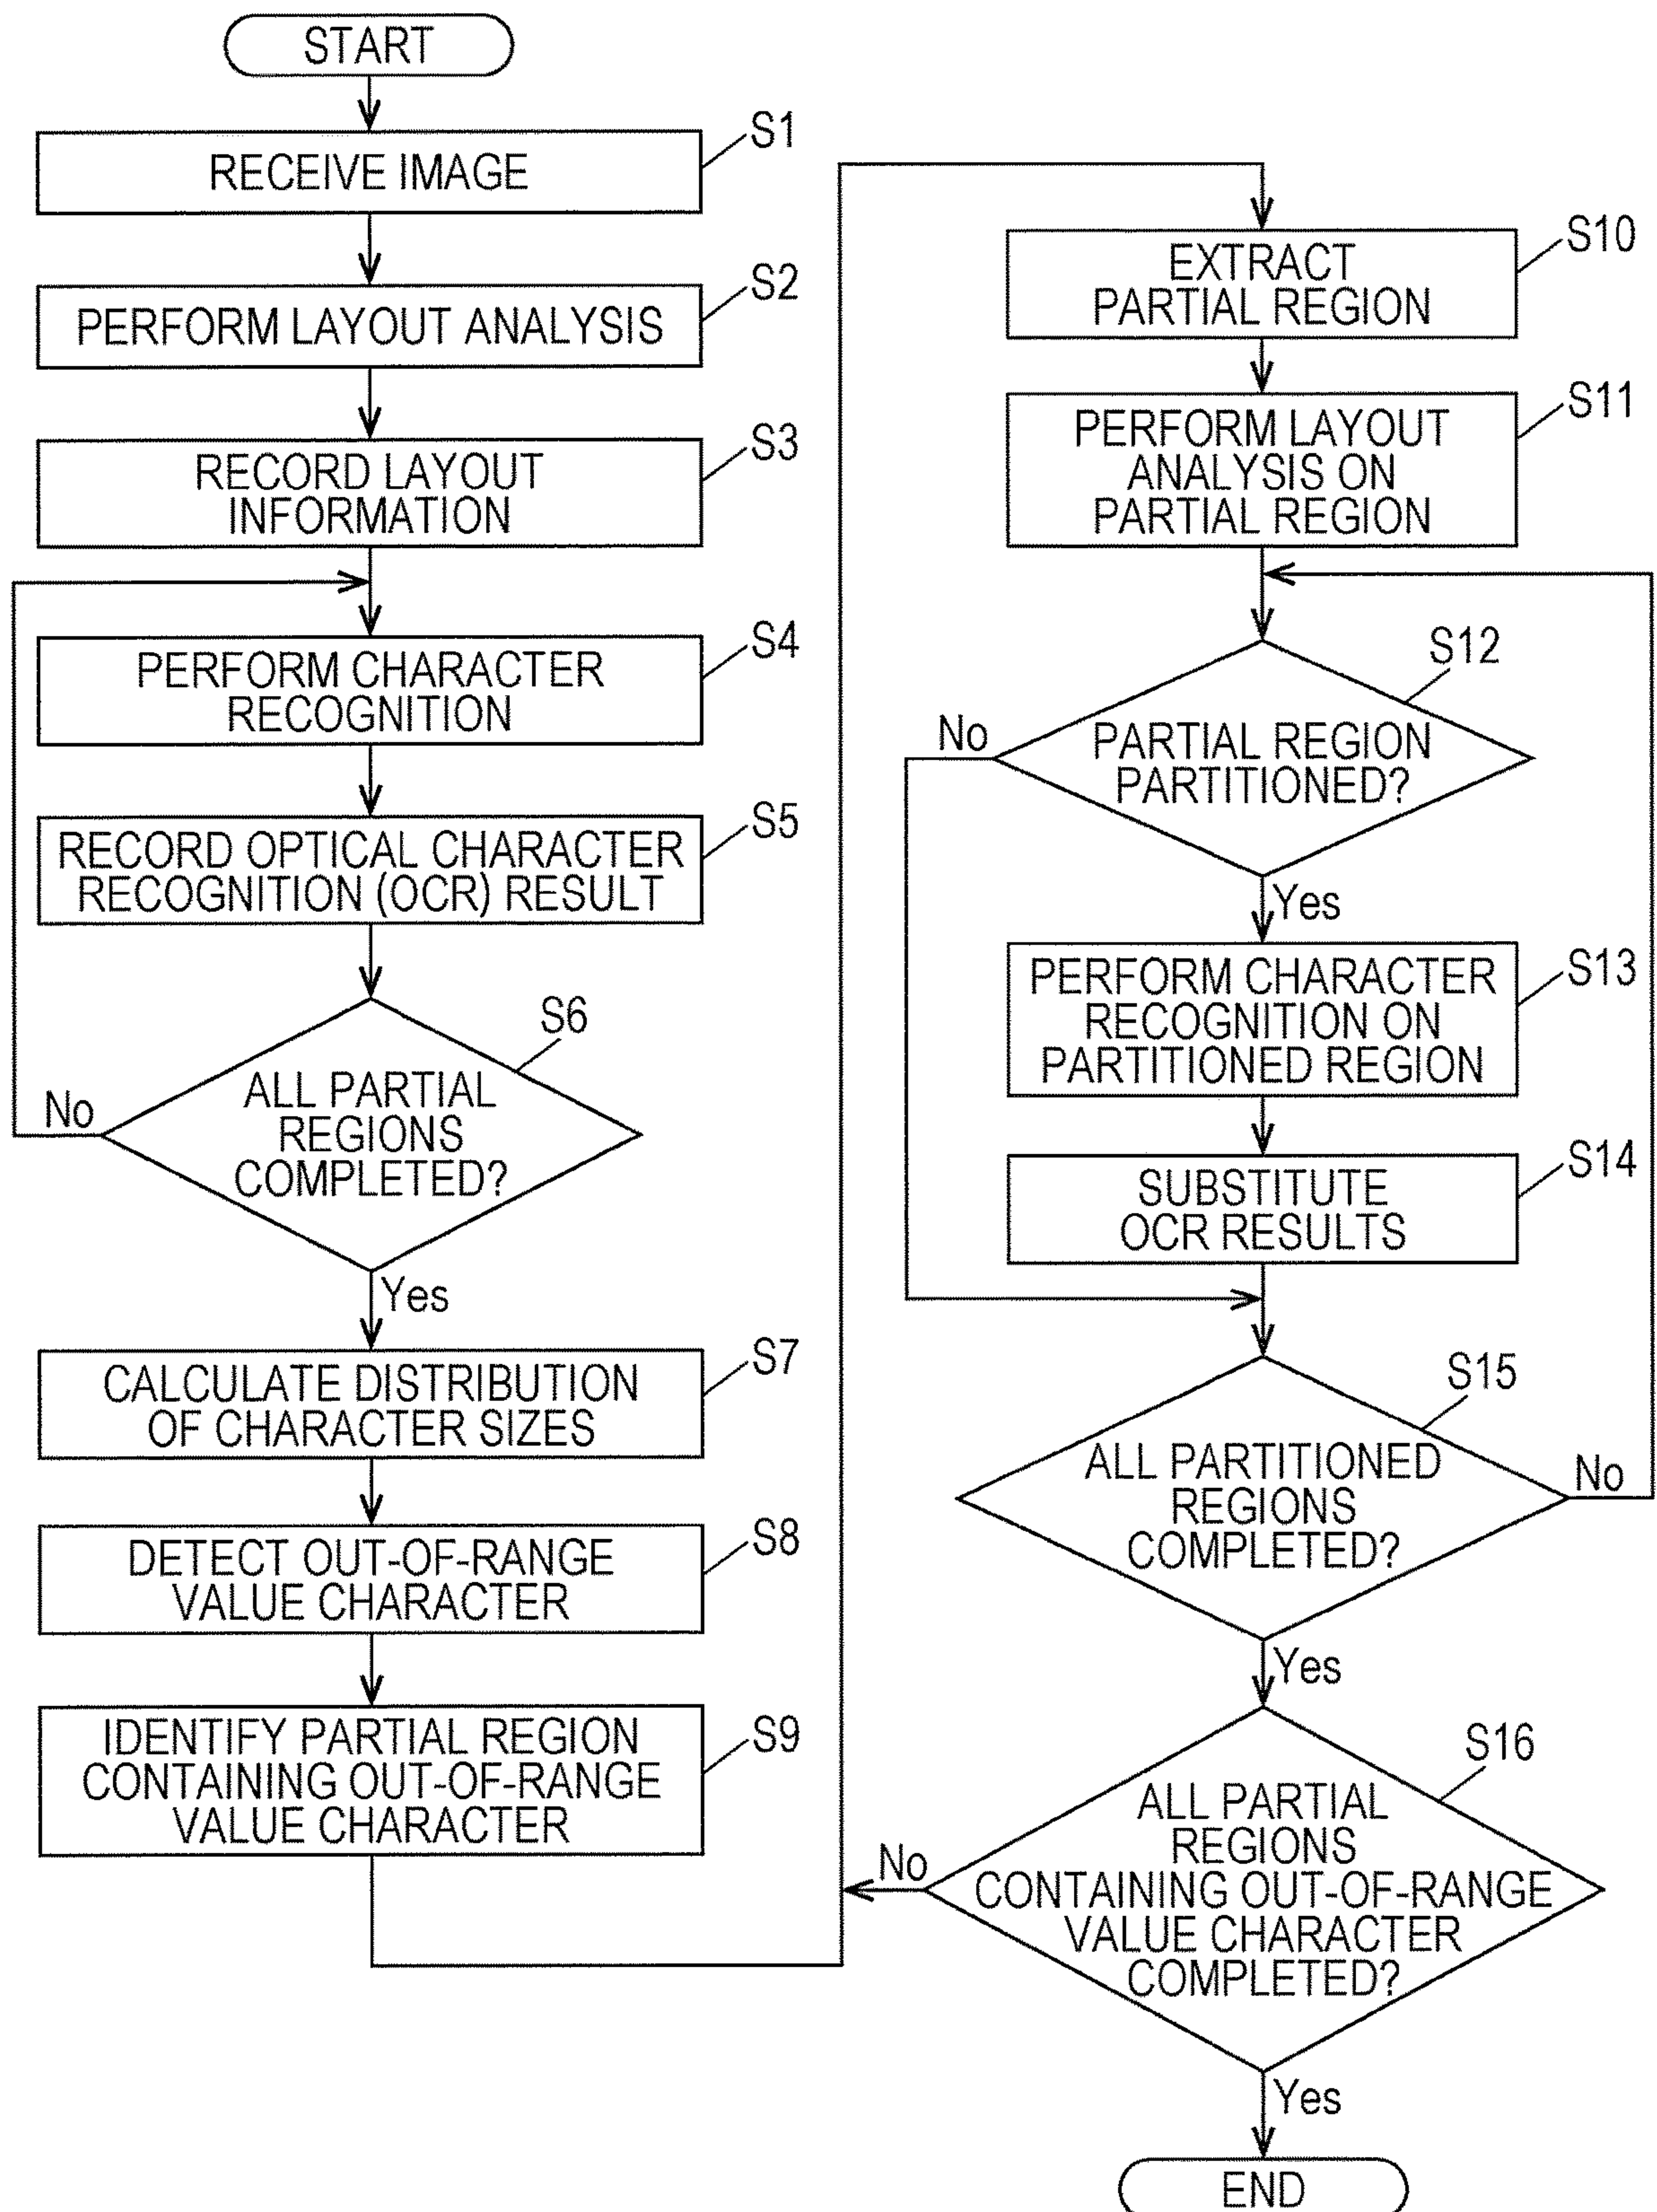 START
S1
RECEIVE IMAGE
S2
PERFORM LAYOUT ANALYSIS
S3
RECORD LAYOUT
INFORMATION
S4
PERFORM CHARACTER
RECOGNITION
S5
RECORD OPTICAL CHARACTER
RECOGNITION (OCR) RESULT
S6
ALL PARTIAL
REGIONS
COMPLETED?
No
Yes
S7
CALCULATE DISTRIBUTION
OF CHARACTER SIZES
S8
DETECT OUT-OF-RANGE
VALUE CHARACTER
S9
IDENTIFY PARTIAL REGION
CONTAINING OUT-OF-RANGE
VALUE CHARACTER
S10
EXTRACT
PARTIAL REGION
S11
PERFORM LAYOUT
ANALYSIS ON
PARTIAL REGION
S12
No
PARTIAL REGION
PARTITIONED?
Yes
S13
PERFORM CHARACTER
RECOGNITION ON
PARTITIONED REGION
S14
SUBSTITUTE
OCR RESULTS
S15
ALL PARTITIONED
REGIONS
COMPLETED?
No
Yes
S16
ALL PARTIAL
REGIONS
CONTAINING OUT-OF-RANGE
VALUE CHARACTER
COMPLETED?
No
Yes
END